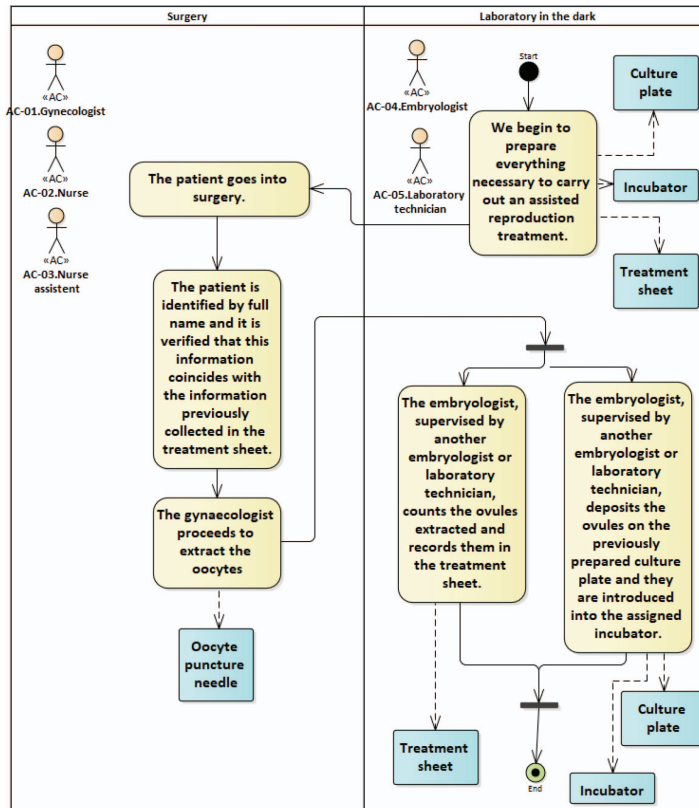 Surgery
Laboratory in the dark
«AC»
AC-01.Gynecologist
«AC»
AC-02.Nurse
«AC»
AC-03.Nurse
assistent
«AC»
AC-04.Embryologist
«AC»
AC-05.Laboratory
technician
Start
We begin to
prepare
everything
necessary to carry
out an assisted
reproduction
treatment.
Culture
plate
Incubator
Treatment
sheet
The patient goes into
surgery.
The patient is
identified by full
name and it is
verified that this
information
coincides with
the information
previously
collected in the
treatment sheet.
The gynaecologist
proceeds to
extract the
oocytes
Oocyte
puncture
needle
The embryologist,
supervised by
another
embryologist or
laboratory
technician,
counts the ovules
extracted and
records them in
the treatment
sheet.
The embryologist,
supervised by
another
embryologist or
laboratory
technician,
deposits the
ovules on the
previously
prepared culture
plate and they
are introduced
into the assigned
incubator.
Treatment
sheet
Culture
plate
Incubator
End